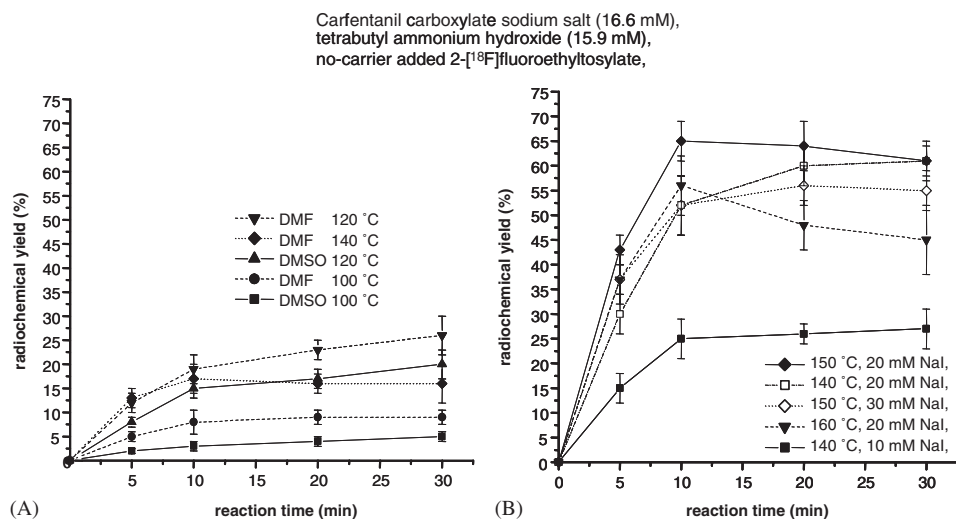 Carfentanil carboxylate sodium salt (16.6 mM),
tetrabutyl ammonium hydroxide (15.9 mM),
no-carrier added 2-[¹⁸F]fluoroethyltosylate,
75
70
65
60
55
50
45
40
35
30
25
20
15
10
5
0
radiochemical yield (%)
DMF 120 °C
DMF 140 °C
DMSO 120 °C
DMF 100 °C
DMSO 100 °C
5 10 15 20 25 30
reaction time (min)
(A)
75
70
65
60
55
50
45
40
35
30
25
20
15
10
5
0
radiochemical yield (%)
150 °C, 20 mM NaI,
140 °C, 20 mM NaI,
150 °C, 30 mM NaI,
160 °C, 20 mM NaI,
140 °C, 10 mM NaI,
0 5 10 15 20 25 30
reaction time (min)
(B)